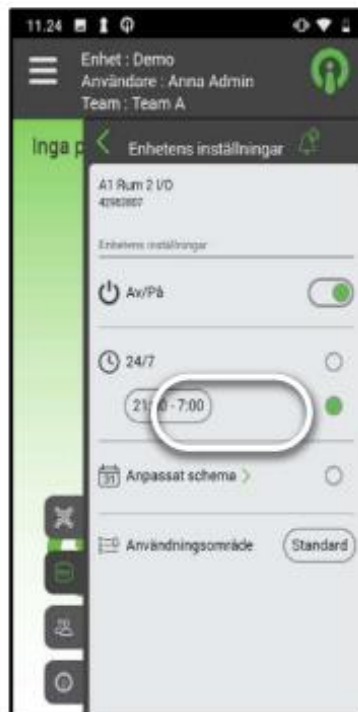 11.24
Enhet : Demo
Användare : Anna Admin
Team : Team A
Inga p
Enhetens inställningar
A1 Rum 2 I/O
Enhetens inställningar
Av/På
24/7
- 7:00
31 Anpassat schema >
Användningsområde Standard